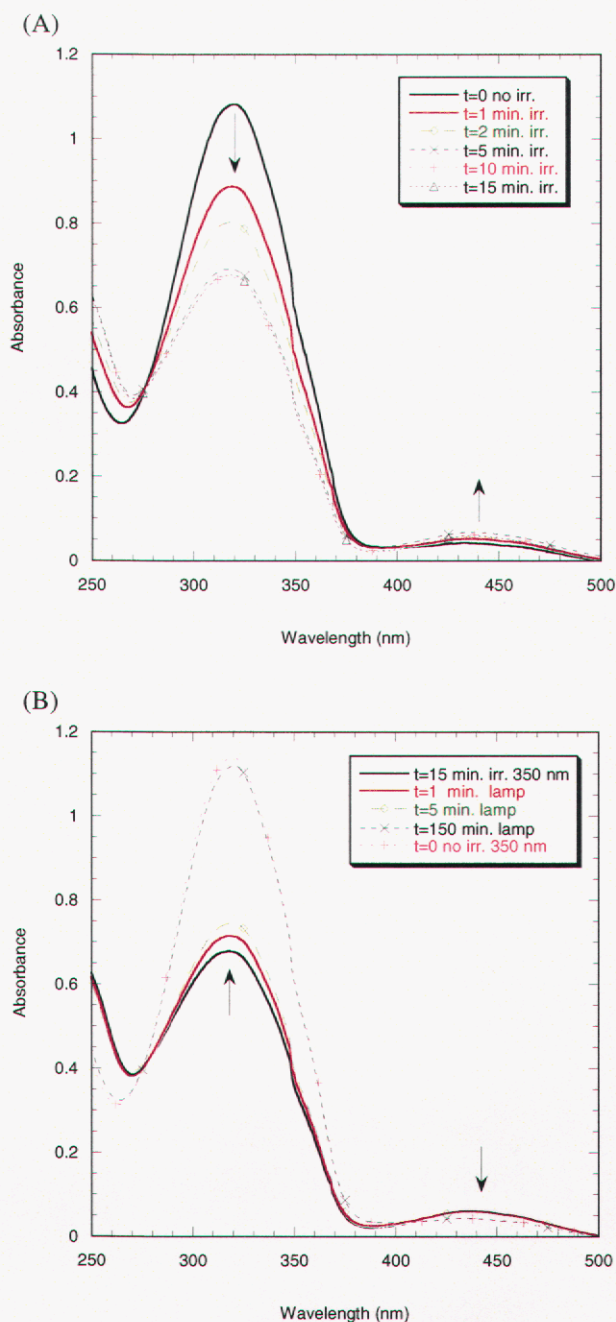 (A)
1.2
1
0.8
0.6
0.4
0.2
0
Absorbance
t=0 no irr.
t=1 min. irr.
t=2 min. irr.
t=5 min. irr.
t=10 min. irr.
t=15 min. irr.
250 300 350 400 450 500
Wavelength (nm)
(B)
1.2
1
0.8
0.6
0.4
0.2
0
Absorbance
t=15 min. irr. 350 nm
t=1 min. lamp
t=5 min. lamp
t=150 min. lamp
t=0 no irr. 350 nm
250 300 350 400 450 500
Wavelength (nm)